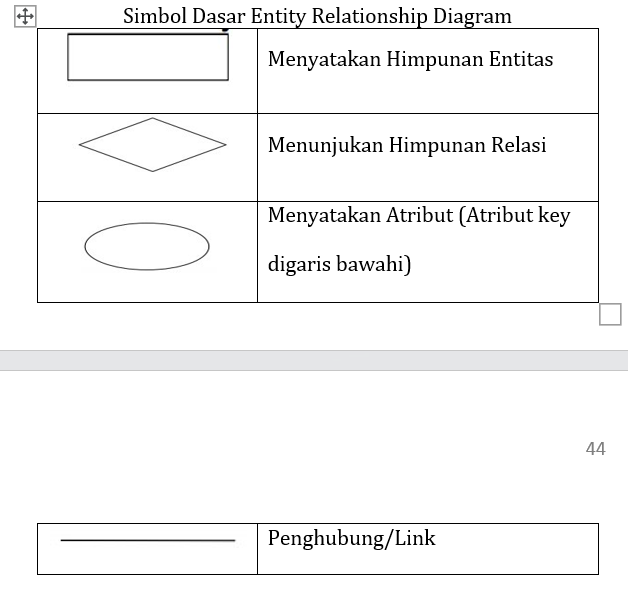 Simbol Dasar Entity Relationship Diagram
Menyatakan Himpunan Entitas
Menunjukan Himpunan Relasi
Menyatakan Atribut (Atribut key
digaris bawahi)
44
Penghubung/Link